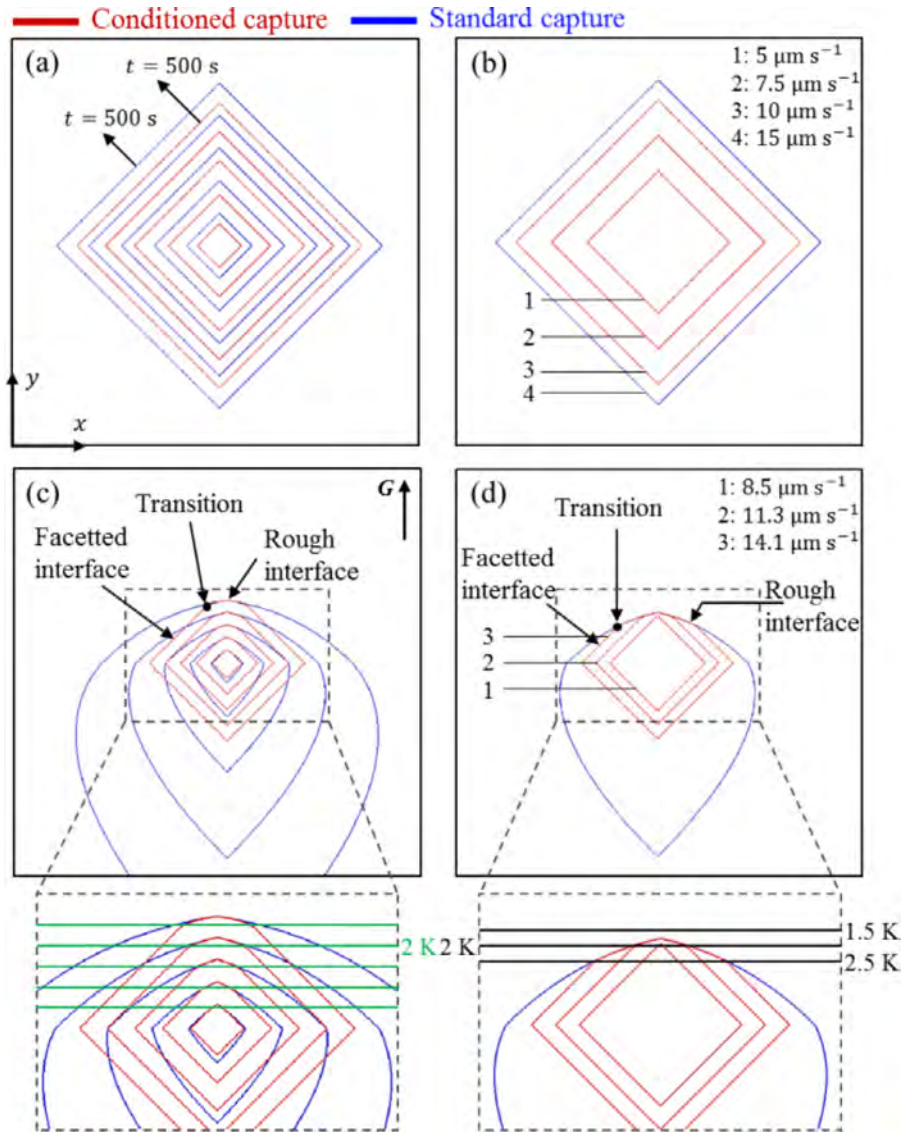 Conditioned capture Standard capture
(a)
t = 500 s
t = 500 s
y
x
(b)
1: 5 μm s⁻¹
2: 7.5 μm s⁻¹
3: 10 μm s⁻¹
4: 15 μm s⁻¹
1
2
3
4
(c)
G
Transition
Facetted
interface
Rough
interface
(d)
1: 8.5 μm s⁻¹
2: 11.3 μm s⁻¹
3: 14.1 μm s⁻¹
Transition
Facetted
interface
Rough
interface
3
2
1
2 K
2 K
1.5 K
2.5 K